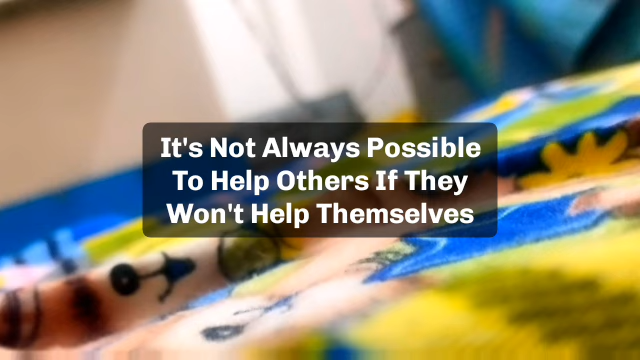 It's Not Always Possible
To Help Others If They
Won't Help Themselves